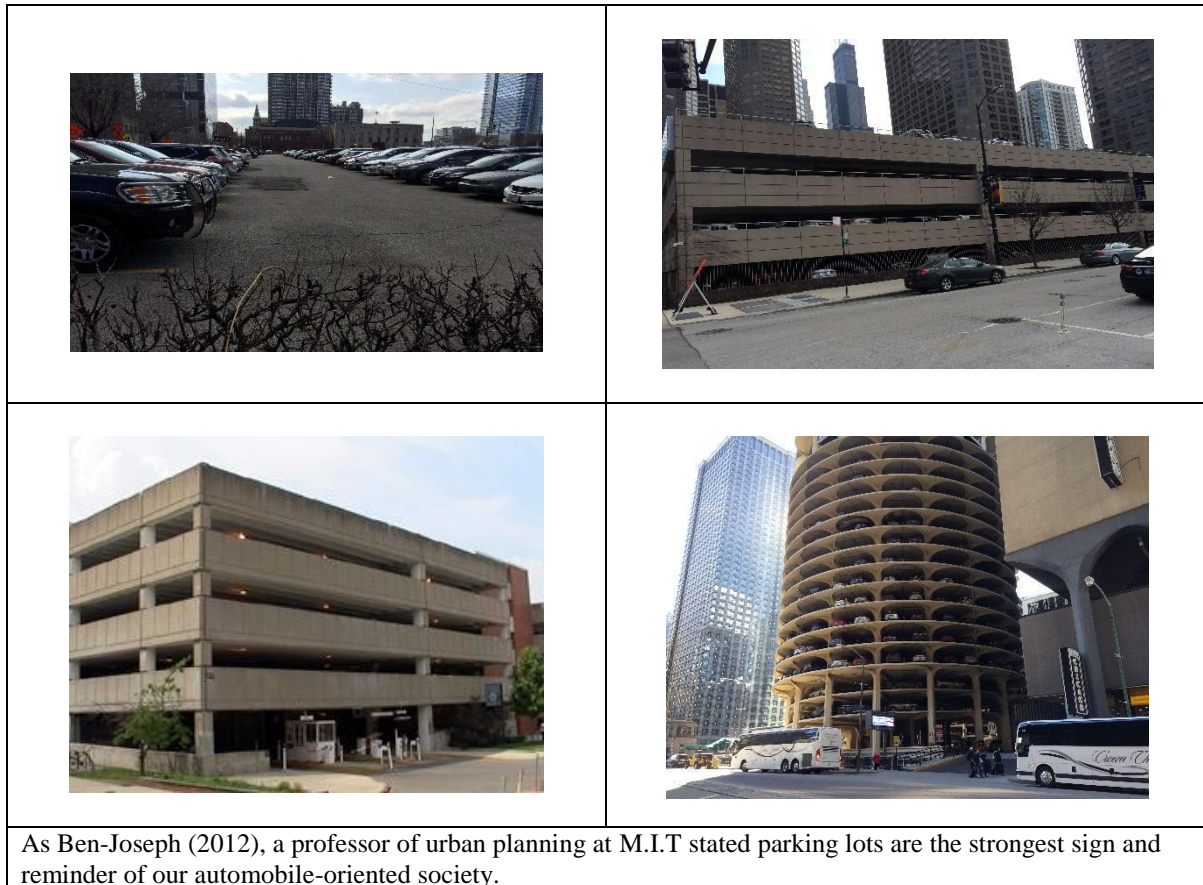 CHICAGO
As Ben-Joseph (2012), a professor of urban planning at M.I.T stated parking lots are the strongest sign and
reminder of our automobile-oriented society.